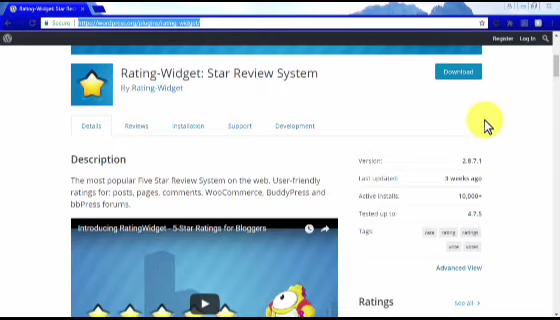 Rating-Widget: Star Rev
Secure
https://wordpress.org/plugins/rating-widget/
Register
Log In
Rating-Widget: Star Review System
By Rating-Widget
Download
Details
Reviews
Installation
Support
Development
Description
The most popular Five Star Review System on the web. User-friendly
ratings for: posts, pages, comments, WooCommerce, BuddyPress and
bbPress forums.
Introducing RatingWidget - 5-Star Ratings for Bloggers
Version: 2.8.7.1
Last updated: 3 weeks ago
Active installs: 10,000+
Tested up to: 4.7.5
Tags: rate rating ratings
Advanced View
Ratings
See all